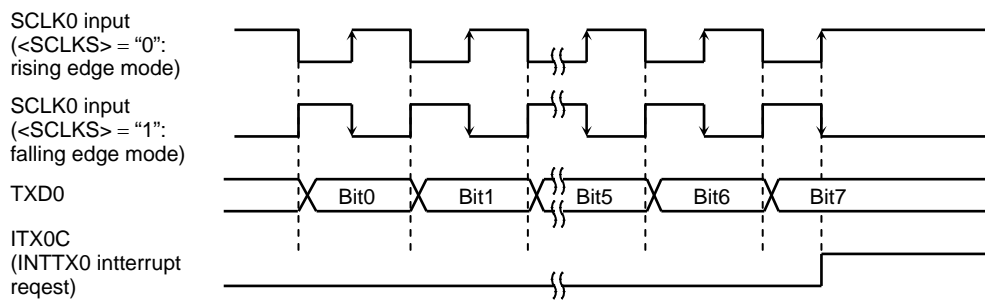 SCLK0 input
(<SCLKS> = “0”:
rising edge mode)
SCLK0 input
(<SCLKS> = “1”:
falling edge mode)
TXD0
Bit0 Bit1 Bit5 Bit6 Bit7
ITX0C
(INTTX0 intterrupt
reqest)